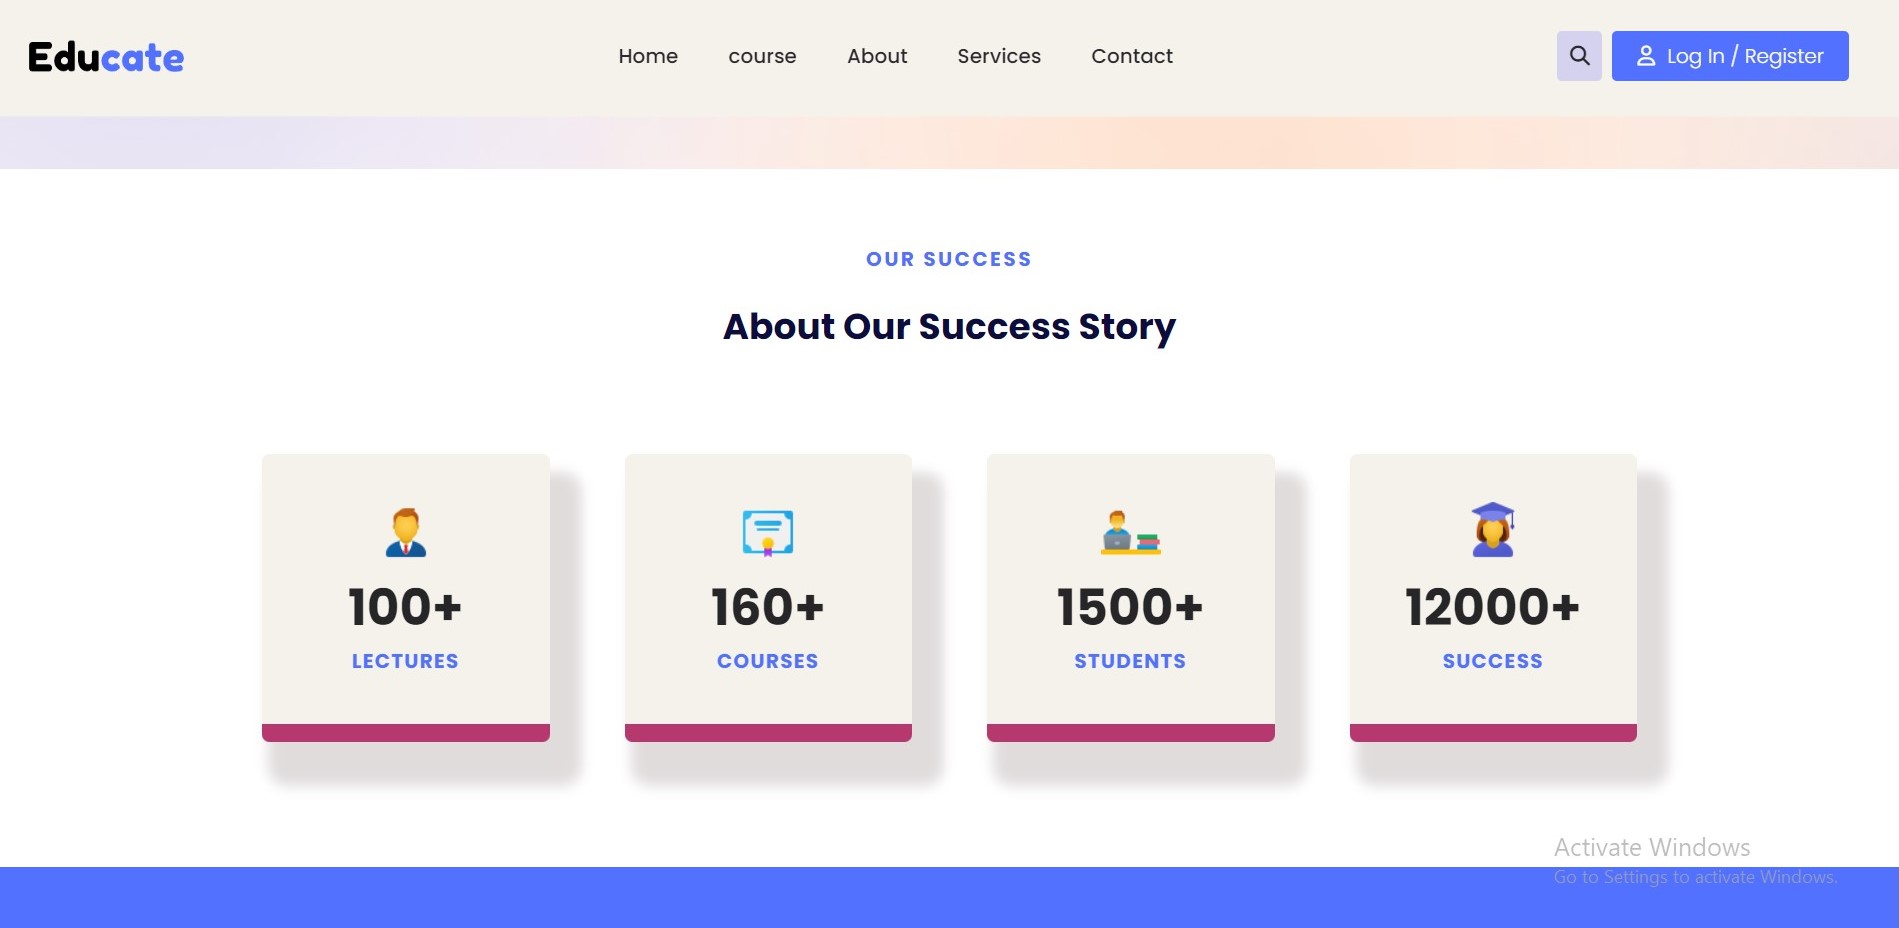 Educate
Home course About Services Contact
Log In / Register
OUR SUCCESS
About Our Success Story
100+
LECTURES
160+
COURSES
1500+
STUDENTS
12000+
SUCCESS
Activate Windows
Go to Settings to activate Windows.